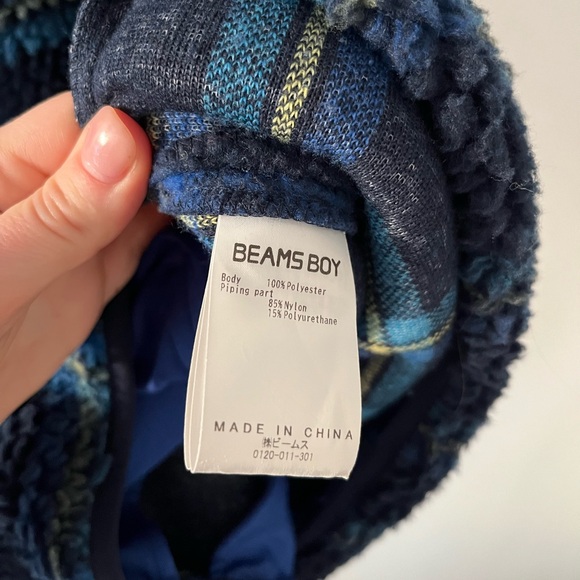 BEAMS BOY
Body 100%Polyester
Piping part
85%Nylon
15%Polyurethane
MADE IN CHINA
㈱ビームス
0120-011-301